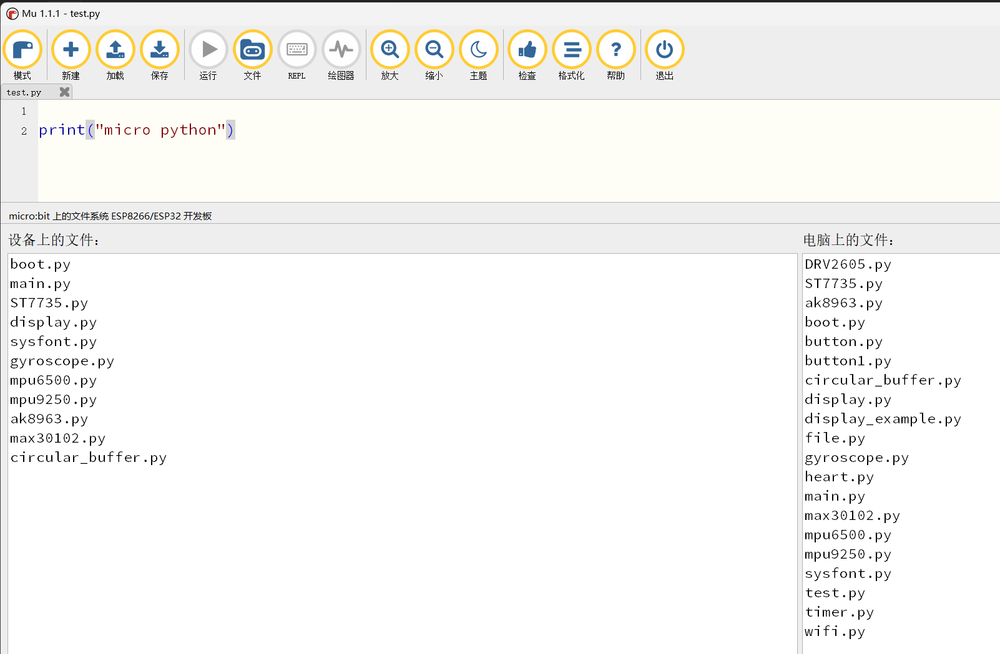 Mu 1.1.1 - test.py
模式 新建 加载 保存 运行 文件 REPL 绘图器 放大 缩小 主题 检查 格式化 帮助 退出
test.py
1
2 print("micro python")
micro:bit 上的文件系统 ESP8266/ESP32 开发板
设备上的文件：
boot.py
main.py
ST7735.py
display.py
sysfont.py
gyroscope.py
mpu6500.py
mpu9250.py
ak8963.py
max30102.py
circular_buffer.py
电脑上的文件：
DRV2605.py
ST7735.py
ak8963.py
boot.py
button.py
button1.py
circular_buffer.py
display.py
display_example.py
file.py
gyroscope.py
heart.py
main.py
max30102.py
mpu6500.py
mpu9250.py
sysfont.py
test.py
timer.py
wifi.py